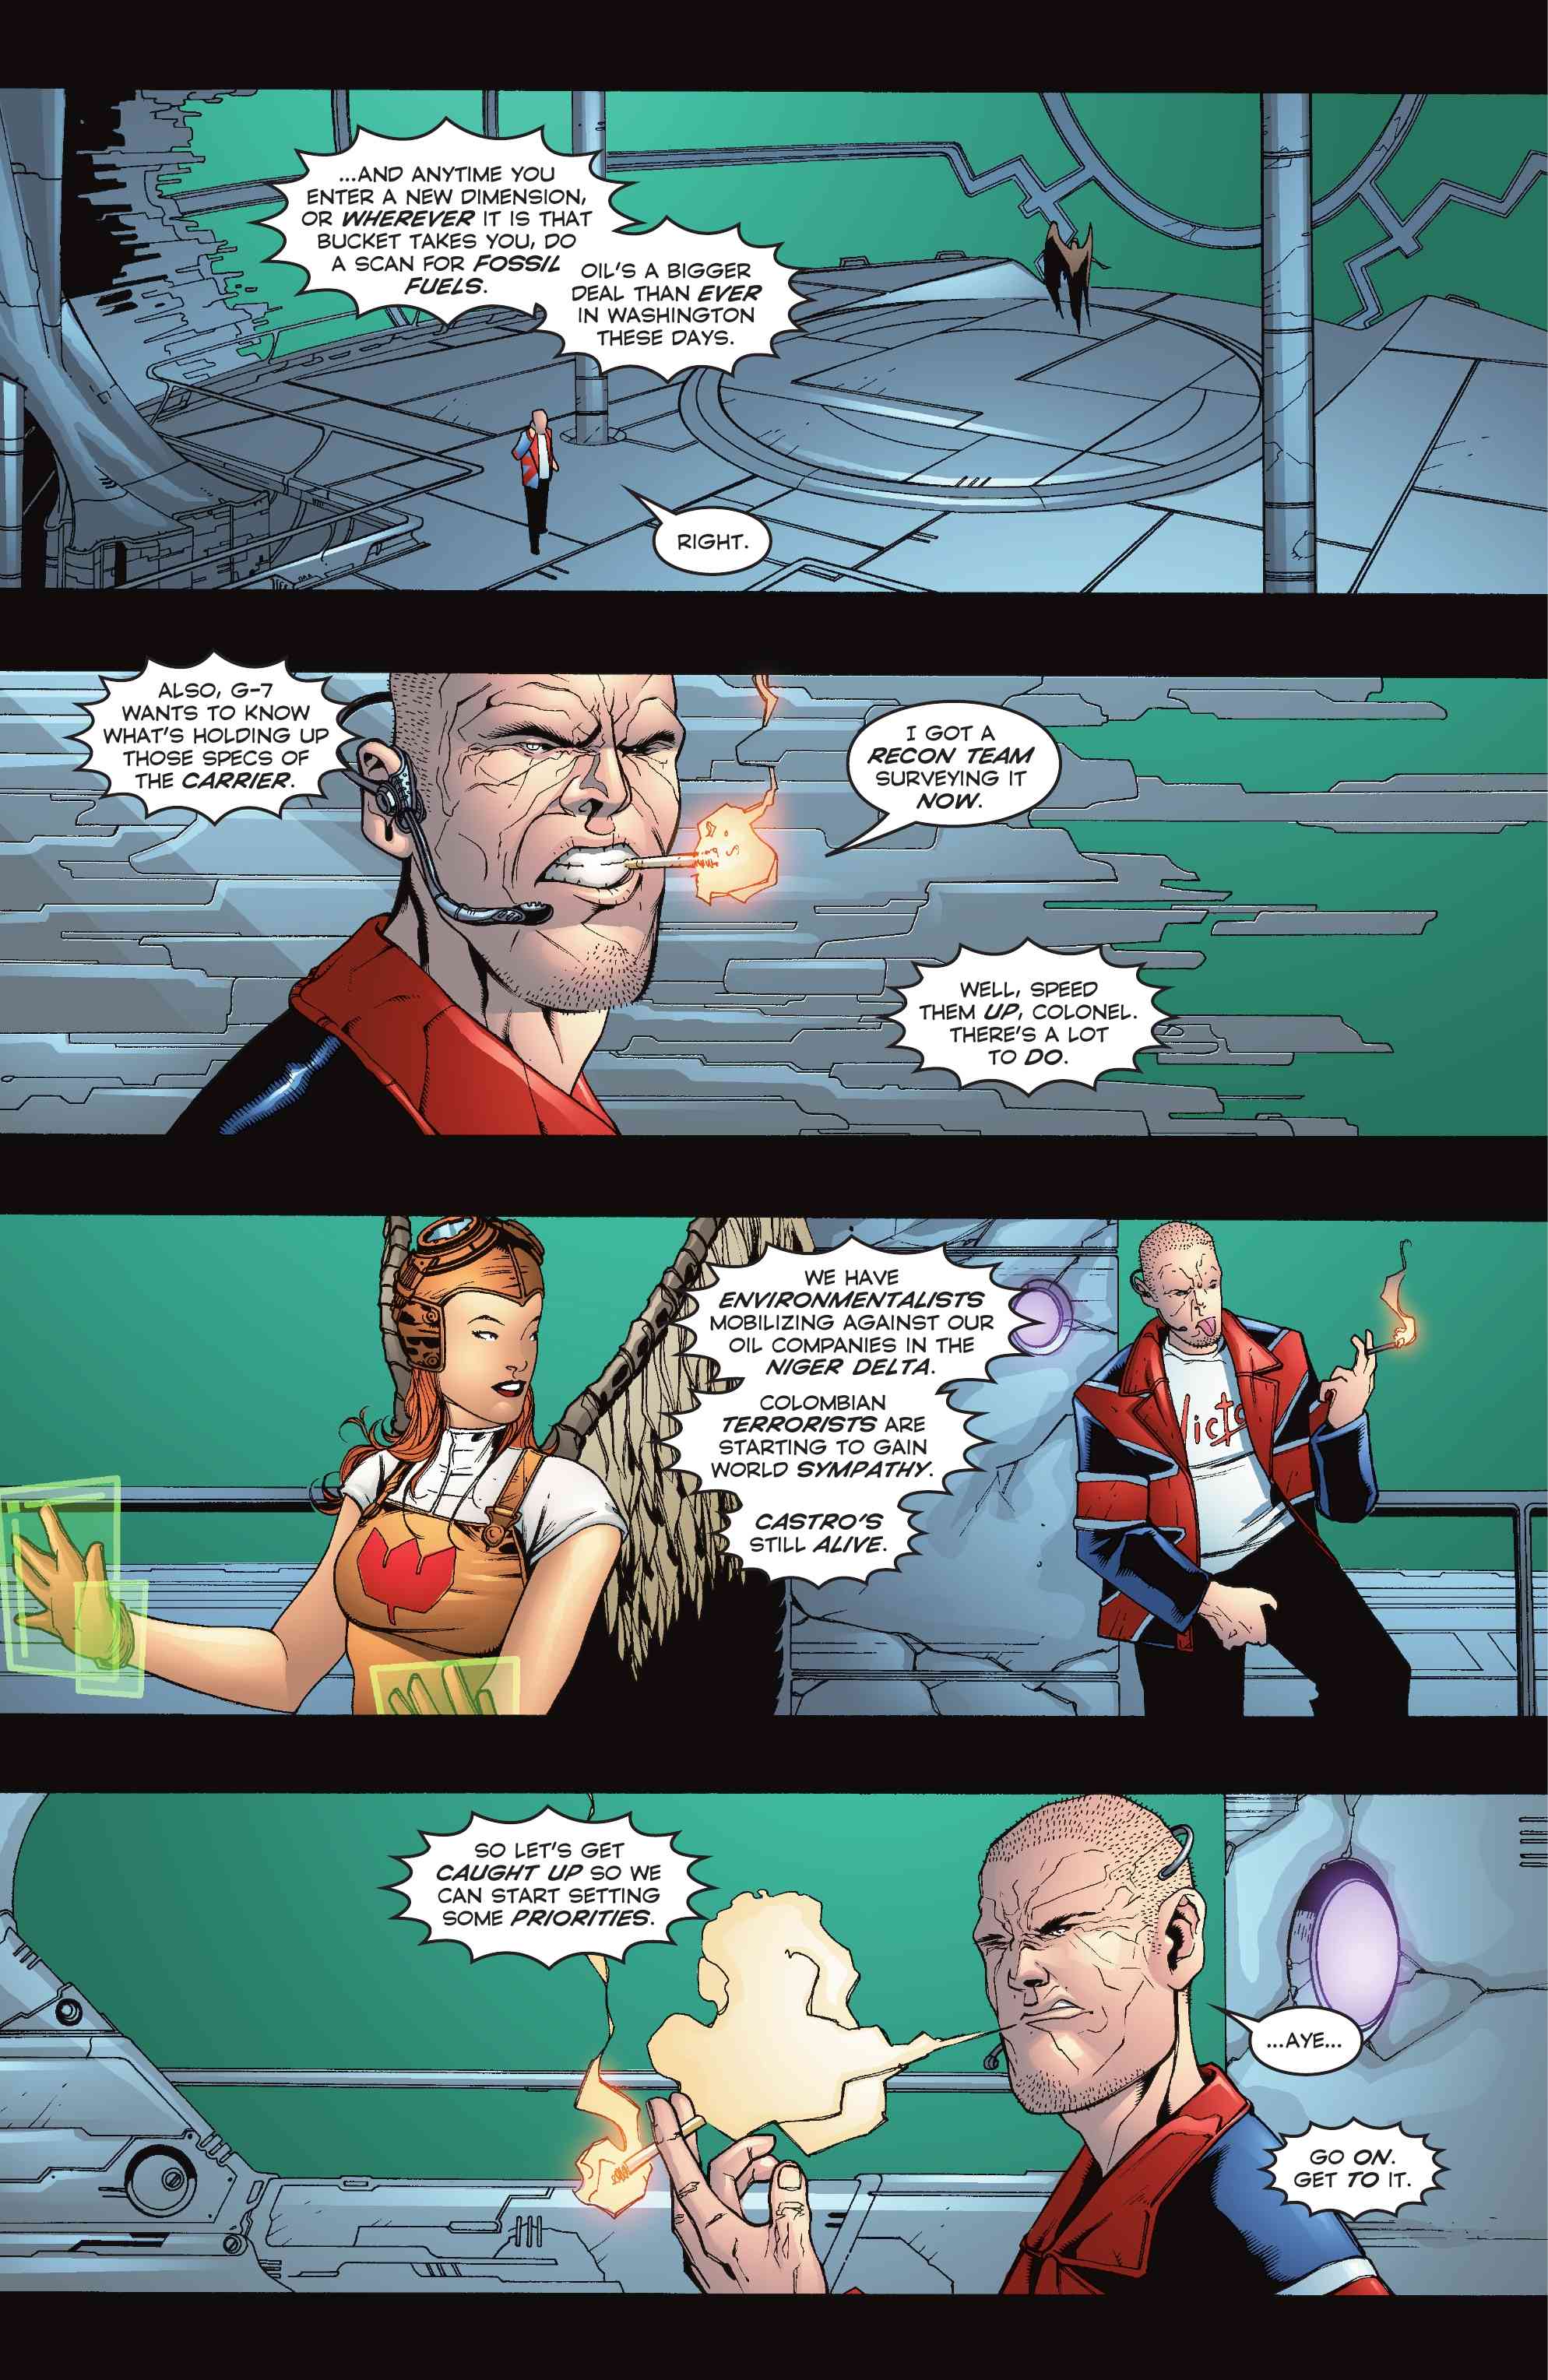 ...AND ANYTIME YOU
ENTER A NEW DIMENSION,
OR WHEREVER IT IS THAT
BUCKET TAKES YOU, DO
A SCAN FOR FOSSIL
FUELS.
OIL'S A BIGGER
DEAL THAN EVER
IN WASHINGTON
THESE DAYS.
RIGHT.
ALSO, G-7
WANTS TO KNOW
WHAT'S HOLDING UP
THOSE SPECS OF
THE CARRIER.
I GOT A
RECON TEAM
SURVEYING IT
NOW.
WELL, SPEED
THEM UP, COLONEL.
THERE'S A LOT
TO DO.
WE HAVE
ENVIRONMENTALISTS
MOBILIZING AGAINST OUR
OIL COMPANIES IN THE
NIGER DELTA.
COLOMBIAN
TERRORISTS ARE
STARTING TO GAIN
WORLD SYMPATHY.
CASTRO'S
STILL ALIVE.
Victo
SO LET'S GET
CAUGHT UP SO WE
CAN START SETTING
SOME PRIORITIES.
...AYE...
GO ON.
GET TO IT.